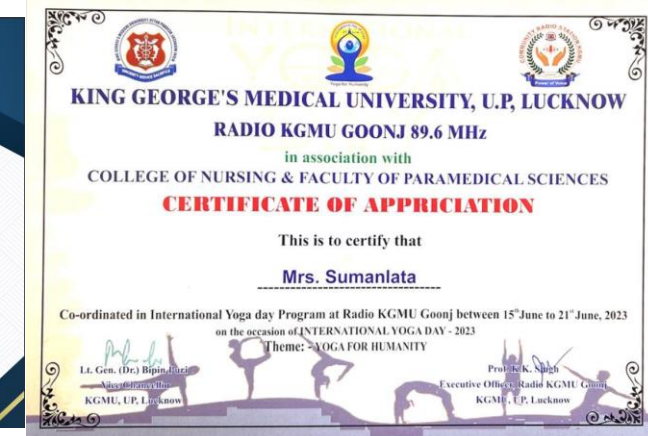 KING GEORGE'S MEDICAL UNIVERSITY, U.P, LUCKNOW
RADIO KGMU GOONJ 89.6 MHz
in association with
COLLEGE OF NURSING & FACULTY OF PARAMEDICAL SCIENCES
CERTIFICATE OF APPRICIATION
This is to certify that
Mrs. Sumanlata
Co-ordinated in International Yoga day Program at Radio KGMU Goonj between 15th June to 21st June, 2023
on the occasion of INTERNATIONAL YOGA DAY - 2023
Theme: - YOGA FOR HUMANITY
Lt. Gen. (Dr.) Bipin Puri
Vice Chancellor
KGMU, UP, Lucknow
Prof. K.K. Singh
Executive Officer, Radio KGMU Goonj
KGMU, UP, Lucknow